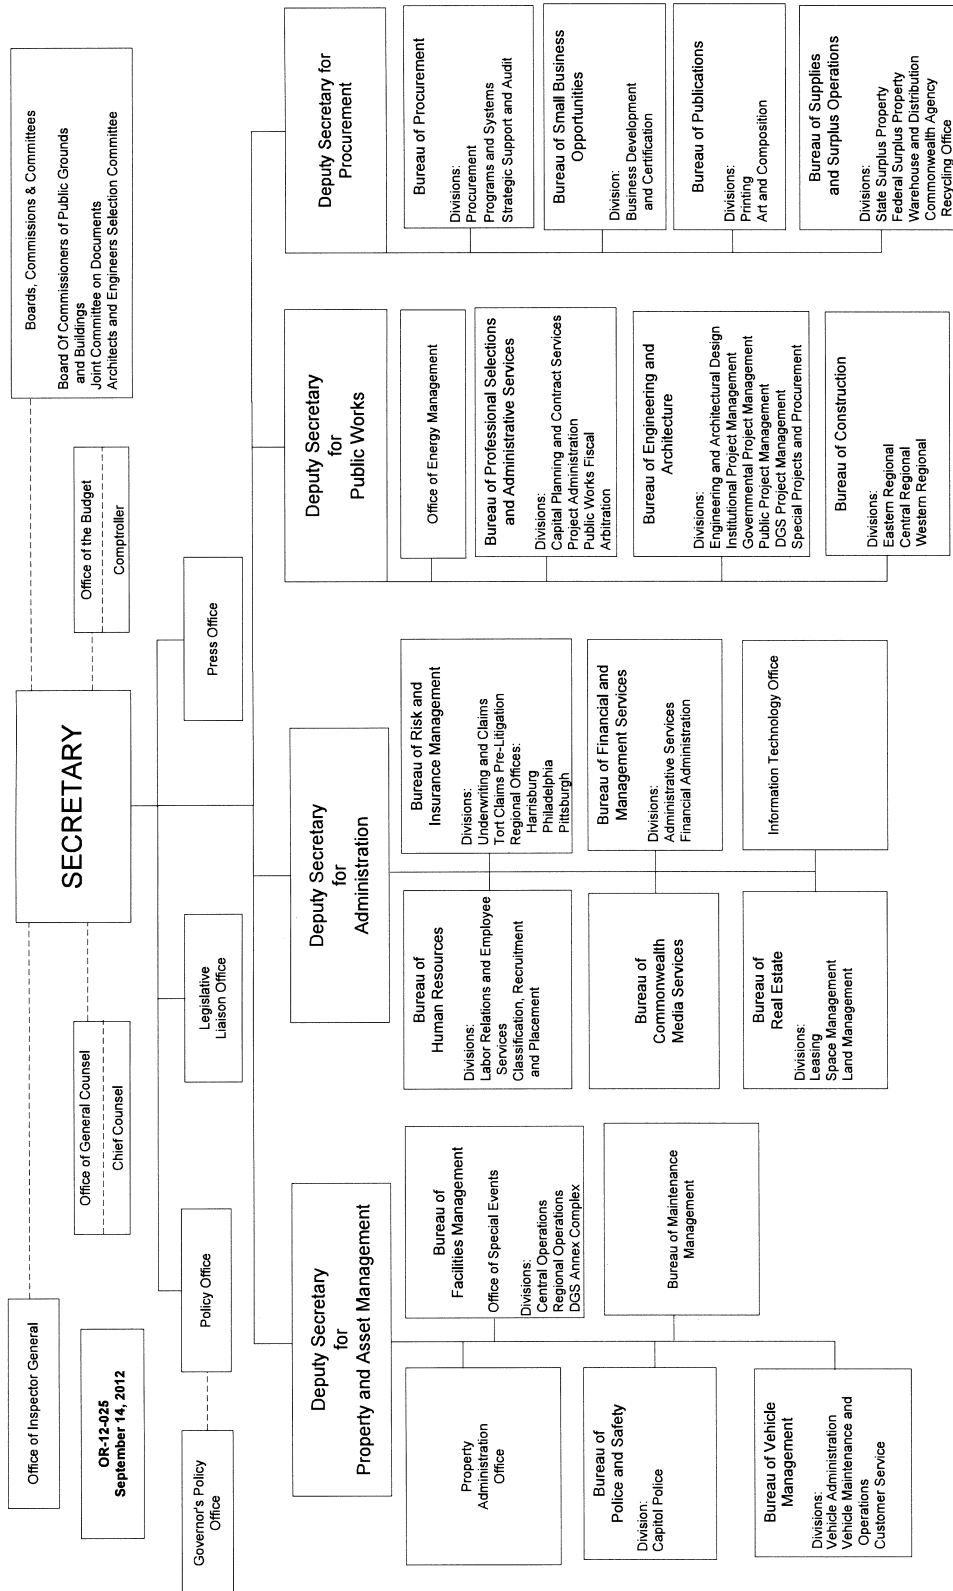 Office of Inspector General
SECRETARY
Boards, Commissions & Committees
Board Of Commissioners of Public Grounds
and Buildings
Joint Committee on Documents
Architects and Engineers Selection Committee
OR-12-025
September 14, 2012
Office of General Counsel
Chief Counsel
Office of the Budget
Comptroller
Governor's Policy
Office
Policy Office
Legislative
Liaison Office
Press Office
Deputy Secretary
for
Property and Asset Management
Property
Administration
Office
Bureau of
Facilities Management
Office of Special Events
Divisions:
Central Operations
Regional Operations
DGS Annex Complex
Bureau of
Police and Safety
Division:
Capitol Police
Bureau of Maintenance
Management
Bureau of Vehicle
Management
Divisions:
Vehicle Administration
Vehicle Maintenance and
Operations
Customer Service
Deputy Secretary
for
Administration
Bureau of
Human Resources
Divisions:
Labor Relations and Employee
Services
Classification, Recruitment
and Placement
Bureau of Risk and
Insurance Management
Divisions:
Underwriting and Claims
Tort Claims Pre-Litigation
Regional Offices:
Harrisburg
Philadelphia
Pittsburgh
Bureau of
Commonwealth
Media Services
Bureau of Financial and
Management Services
Divisions:
Administrative Services
Financial Administration
Bureau of
Real Estate
Divisions:
Leasing
Space Management
Land Management
Information Technology Office
Deputy Secretary
for
Public Works
Office of Energy Management
Bureau of Professional Selections
and Administrative Services
Divisions:
Capital Planning and Contract Services
Project Administration
Public Works Fiscal
Arbitration
Bureau of Engineering and
Architecture
Divisions:
Engineering and Architectural Design
Institutional Project Management
Governmental Project Management
Public Project Management
DGS Project Management
Special Projects and Procurement
Bureau of Construction
Divisions:
Eastern Regional
Central Regional
Western Regional
Deputy Secretary for
Procurement
Bureau of Procurement
Divisions:
Procurement
Programs and Systems
Strategic Support and Audit
Bureau of Small Business
Opportunities
Division:
Business Development
and Certification
Bureau of Publications
Divisions:
Printing
Art and Composition
Bureau of Supplies
and Surplus Operations
Divisions:
State Surplus Property
Federal Surplus Property
Warehouse and Distribution
Commonwealth Agency
Recycling Office